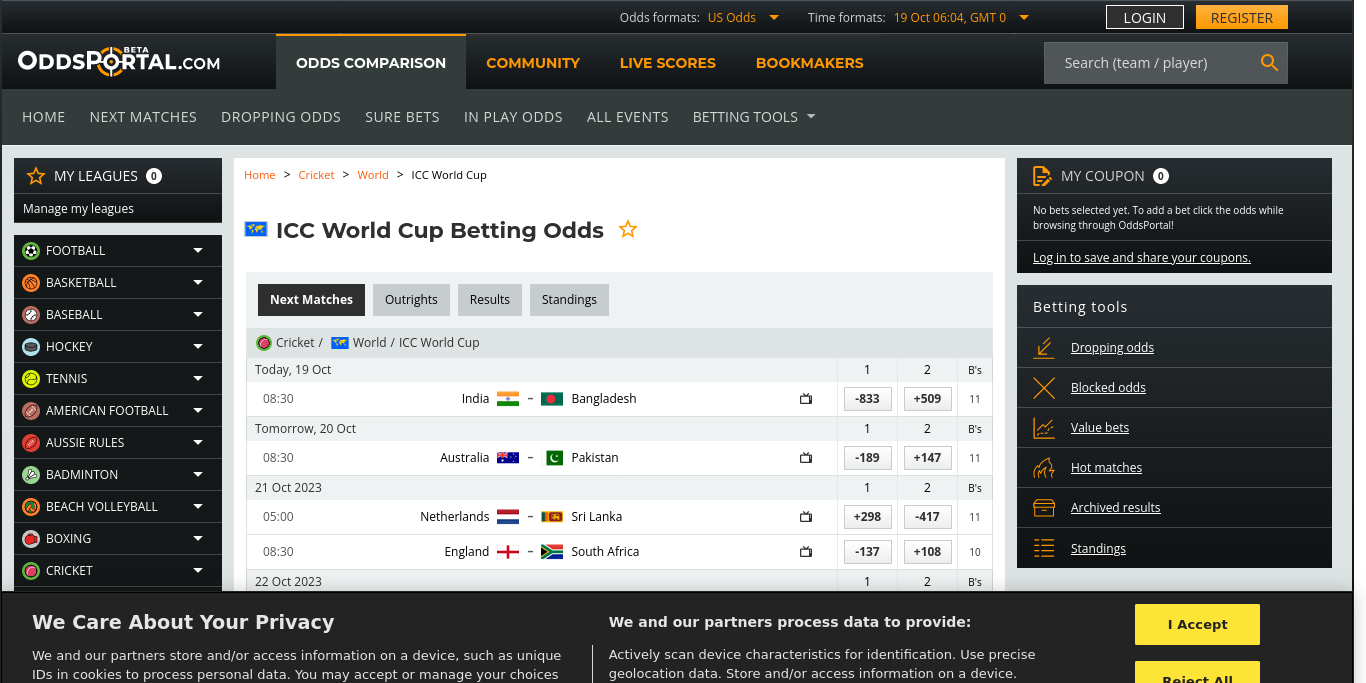 Odds formats: US Odds
Time formats: 19 Oct 06:04, GMT 0
LOGIN
REGISTER
ODDSPORTAL.COM
BETA
ODDS COMPARISON
COMMUNITY
LIVE SCORES
BOOKMAKERS
Search (team / player)
HOME
NEXT MATCHES
DROPPING ODDS
SURE BETS
IN PLAY ODDS
ALL EVENTS
BETTING TOOLS
MY LEAGUES 0
Manage my leagues
FOOTBALL
BASKETBALL
BASEBALL
HOCKEY
TENNIS
AMERICAN FOOTBALL
AUSSIE RULES
BADMINTON
BEACH VOLLEYBALL
BOXING
CRICKET
Home > Cricket > World > ICC World Cup
ICC World Cup Betting Odds
Next Matches
Outrights
Results
Standings
Cricket / World / ICC World Cup
Today, 19 Oct 1 2 B's
08:30 India – Bangladesh -833 +509 11
Tomorrow, 20 Oct 1 2 B's
08:30 Australia – Pakistan -189 +147 11
21 Oct 2023 1 2 B's
05:00 Netherlands – Sri Lanka +298 -417 11
08:30 England – South Africa -137 +108 10
22 Oct 2023 1 2 B's
MY COUPON 0
No bets selected yet. To add a bet click the odds while
browsing through OddsPortal!
Log in to save and share your coupons.
Betting tools
Dropping odds
Blocked odds
Value bets
Hot matches
Archived results
Standings
We Care About Your Privacy
We and our partners store and/or access information on a device, such as unique
IDs in cookies to process personal data. You may accept or manage your choices
We and our partners process data to provide:
Actively scan device characteristics for identification. Use precise
geolocation data. Store and/or access information on a device.
I Accept
Reject All